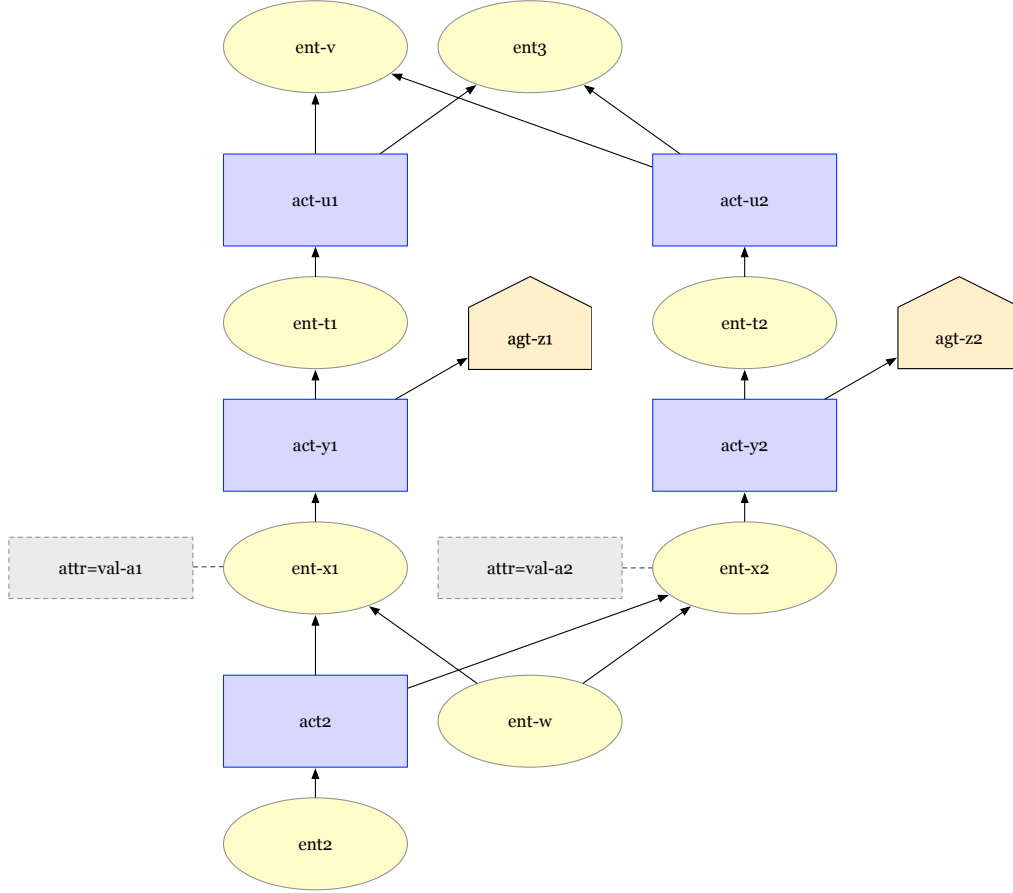 ent-v
ent3
act-u1
act-u2
ent-t1
agt-z1
ent-t2
agt-z2
act-y1
act-y2
attr=val-a1
ent-x1
attr=val-a2
ent-x2
act2
ent-w
ent2